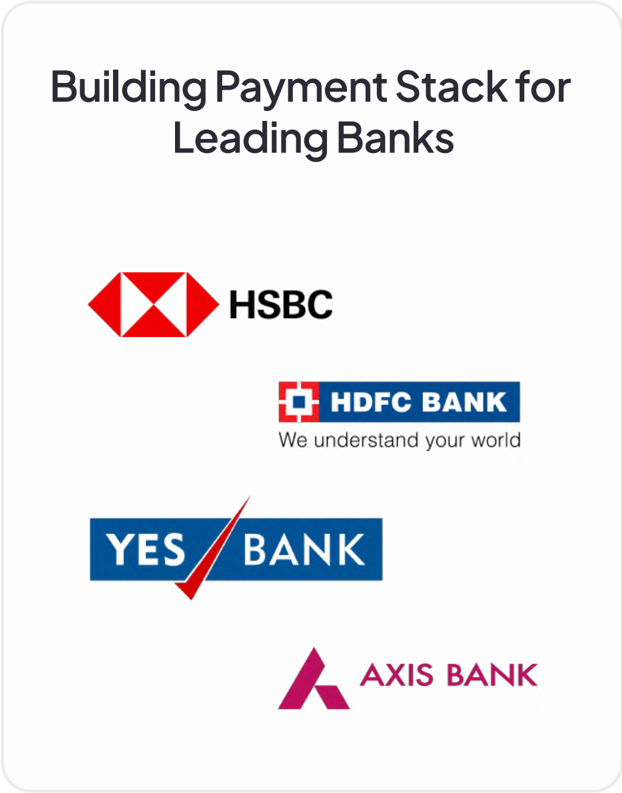 Building Payment Stack for
Leading Banks
HSBC
HDFC BANK
We understand your world
YES BANK
AXIS BANK